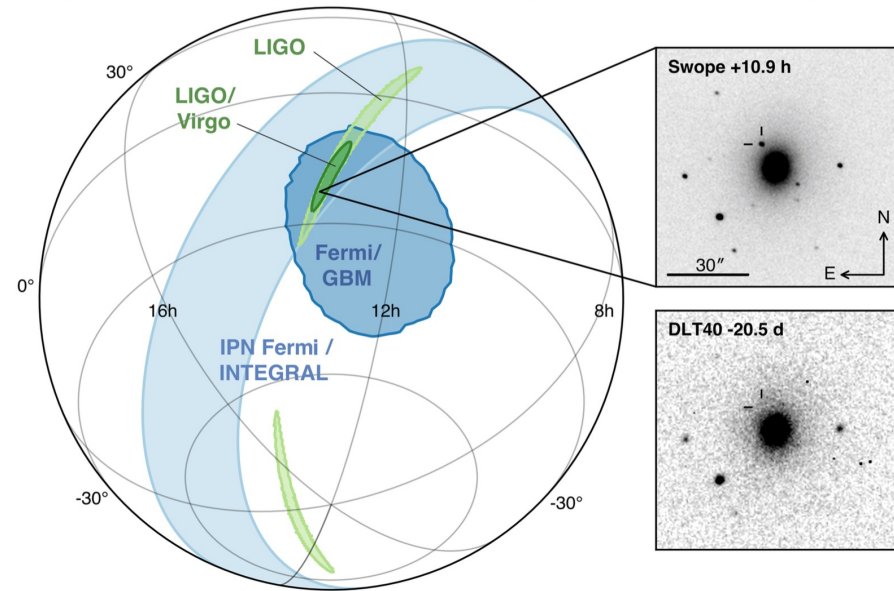 LIGO
30°
LIGO/
Virgo
Fermi/
GBM
0°
16h
12h
8h
IPN Fermi /
INTEGRAL
-30°
-30°
Swope +10.9 h
N
30″
E
DLT40 -20.5 d